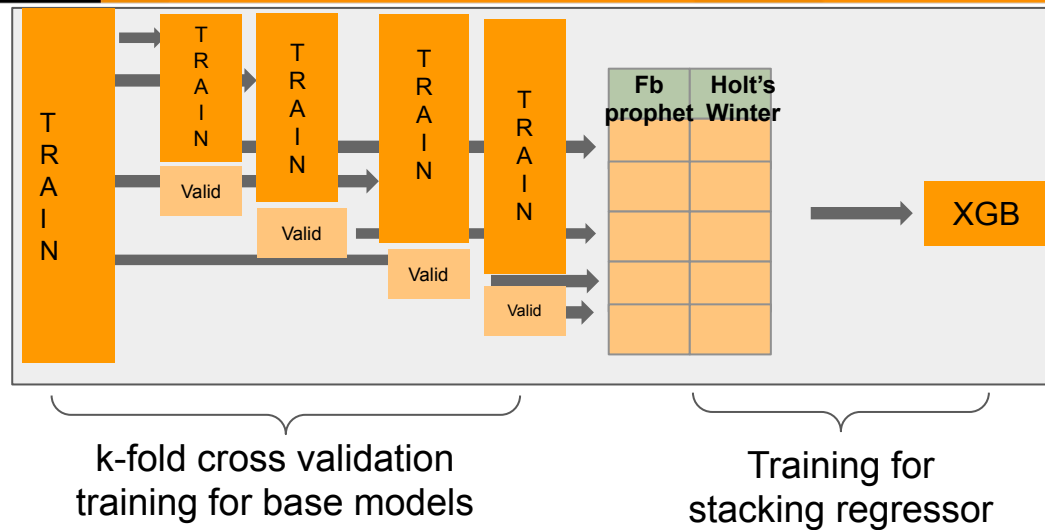 T
R
A
I
N
T
R
A
I
N
Valid
T
R
A
I
N
Valid
T
R
A
I
N
Valid
T
R
A
I
N
Valid
Fb
prophet
Holt's
Winter
XGB
k-fold cross validation
training for base models
Training for
stacking regressor